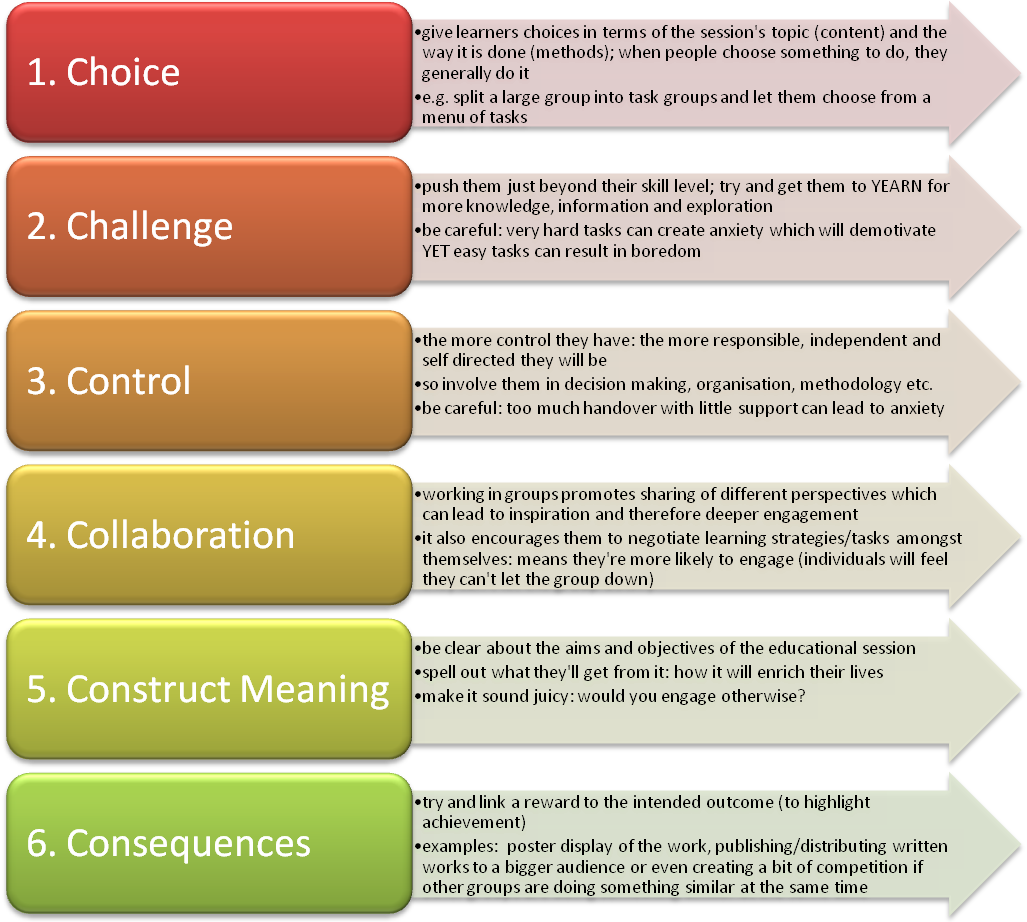 1. Choice
•give learners choices in terms of the session's topic (content) and the
way it is done (methods); when people choose something to do, they
generally do it
•e.g. split a large group into task groups and let them choose from a
menu of tasks
2. Challenge
•push them just beyond their skill level; try and get them to YEARN for
more knowledge, information and exploration
•be careful: very hard tasks can create anxiety which will demotivate
YET easy tasks can result in boredom
3. Control
•the more control they have: the more responsible, independent and
self directed they will be
•so involve them in decision making, organisation, methodology etc.
•be careful: too much handover with little support can lead to anxiety
4. Collaboration
•working in groups promotes sharing of different perspectives which
can lead to inspiration and therefore deeper engagement
•it also encourages them to negotiate learning strategies/tasks amongst
themselves: means they're more likely to engage (individuals will feel
they can't let the group down)
5. Construct Meaning
•be clear about the aims and objectives of the educational session
•spell out what they'll get from it: how it will enrich their lives
•make it sound juicy: would you engage otherwise?
6. Consequences
•try and link a reward to the intended outcome (to highlight
achievement)
•examples: poster display of the work, publishing/distributing written
works to a bigger audience or even creating a bit of competition if
other groups are doing something similar at the same time